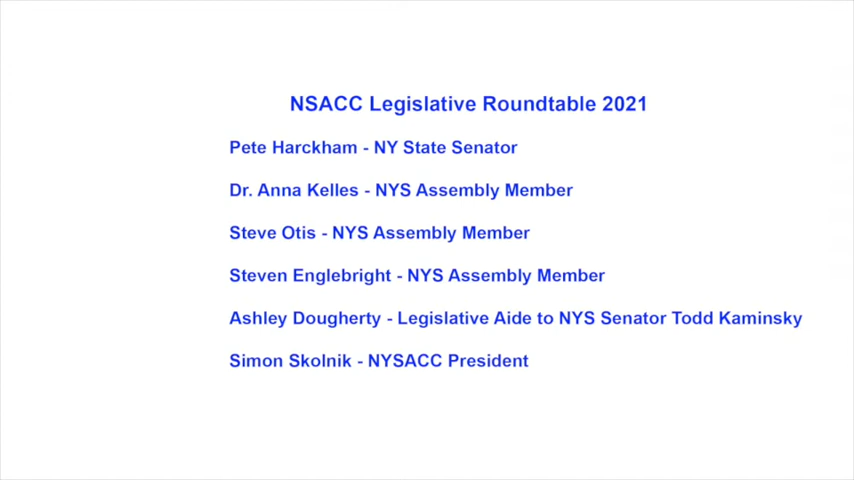 NSACC Legislative Roundtable 2021
Pete Harckham - NY State Senator
Dr. Anna Kelles - NYS Assembly Member
Steve Otis - NYS Assembly Member
Steven Englebright - NYS Assembly Member
Ashley Dougherty - Legislative Aide to NYS Senator Todd Kaminsky
Simon Skolnik - NYSACC President